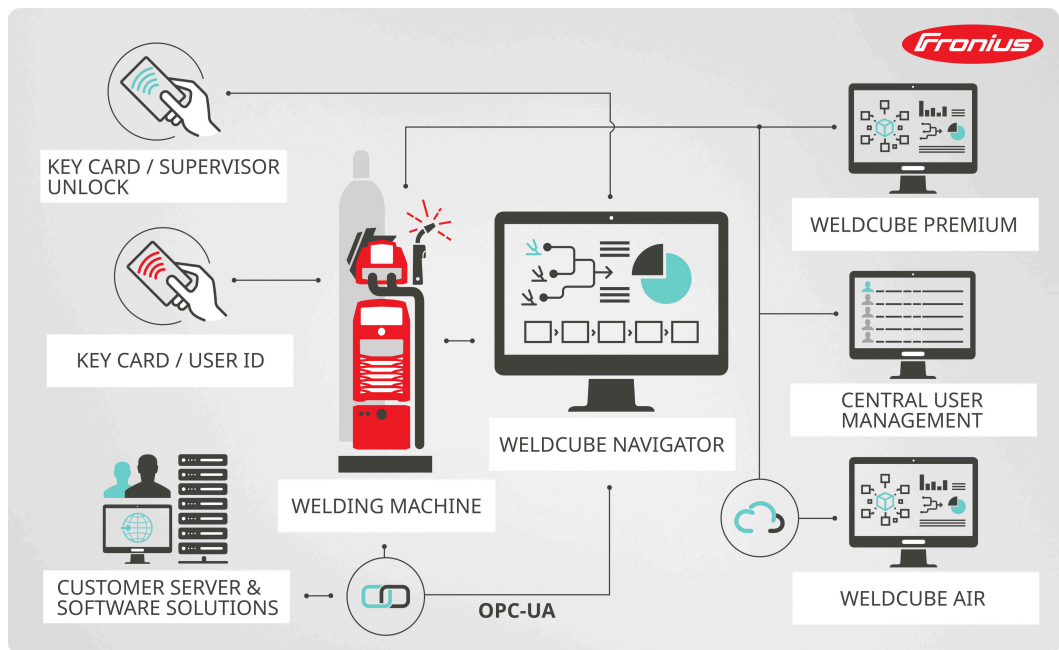 Fronius
KEY CARD / SUPERVISOR
UNLOCK
WELDCUBE PREMIUM
KEY CARD / USER ID
CENTRAL USER
MANAGEMENT
WELDCUBE NAVIGATOR
WELDING MACHINE
CUSTOMER SERVER &
SOFTWARE SOLUTIONS
OPC-UA
WELDCUBE AIR